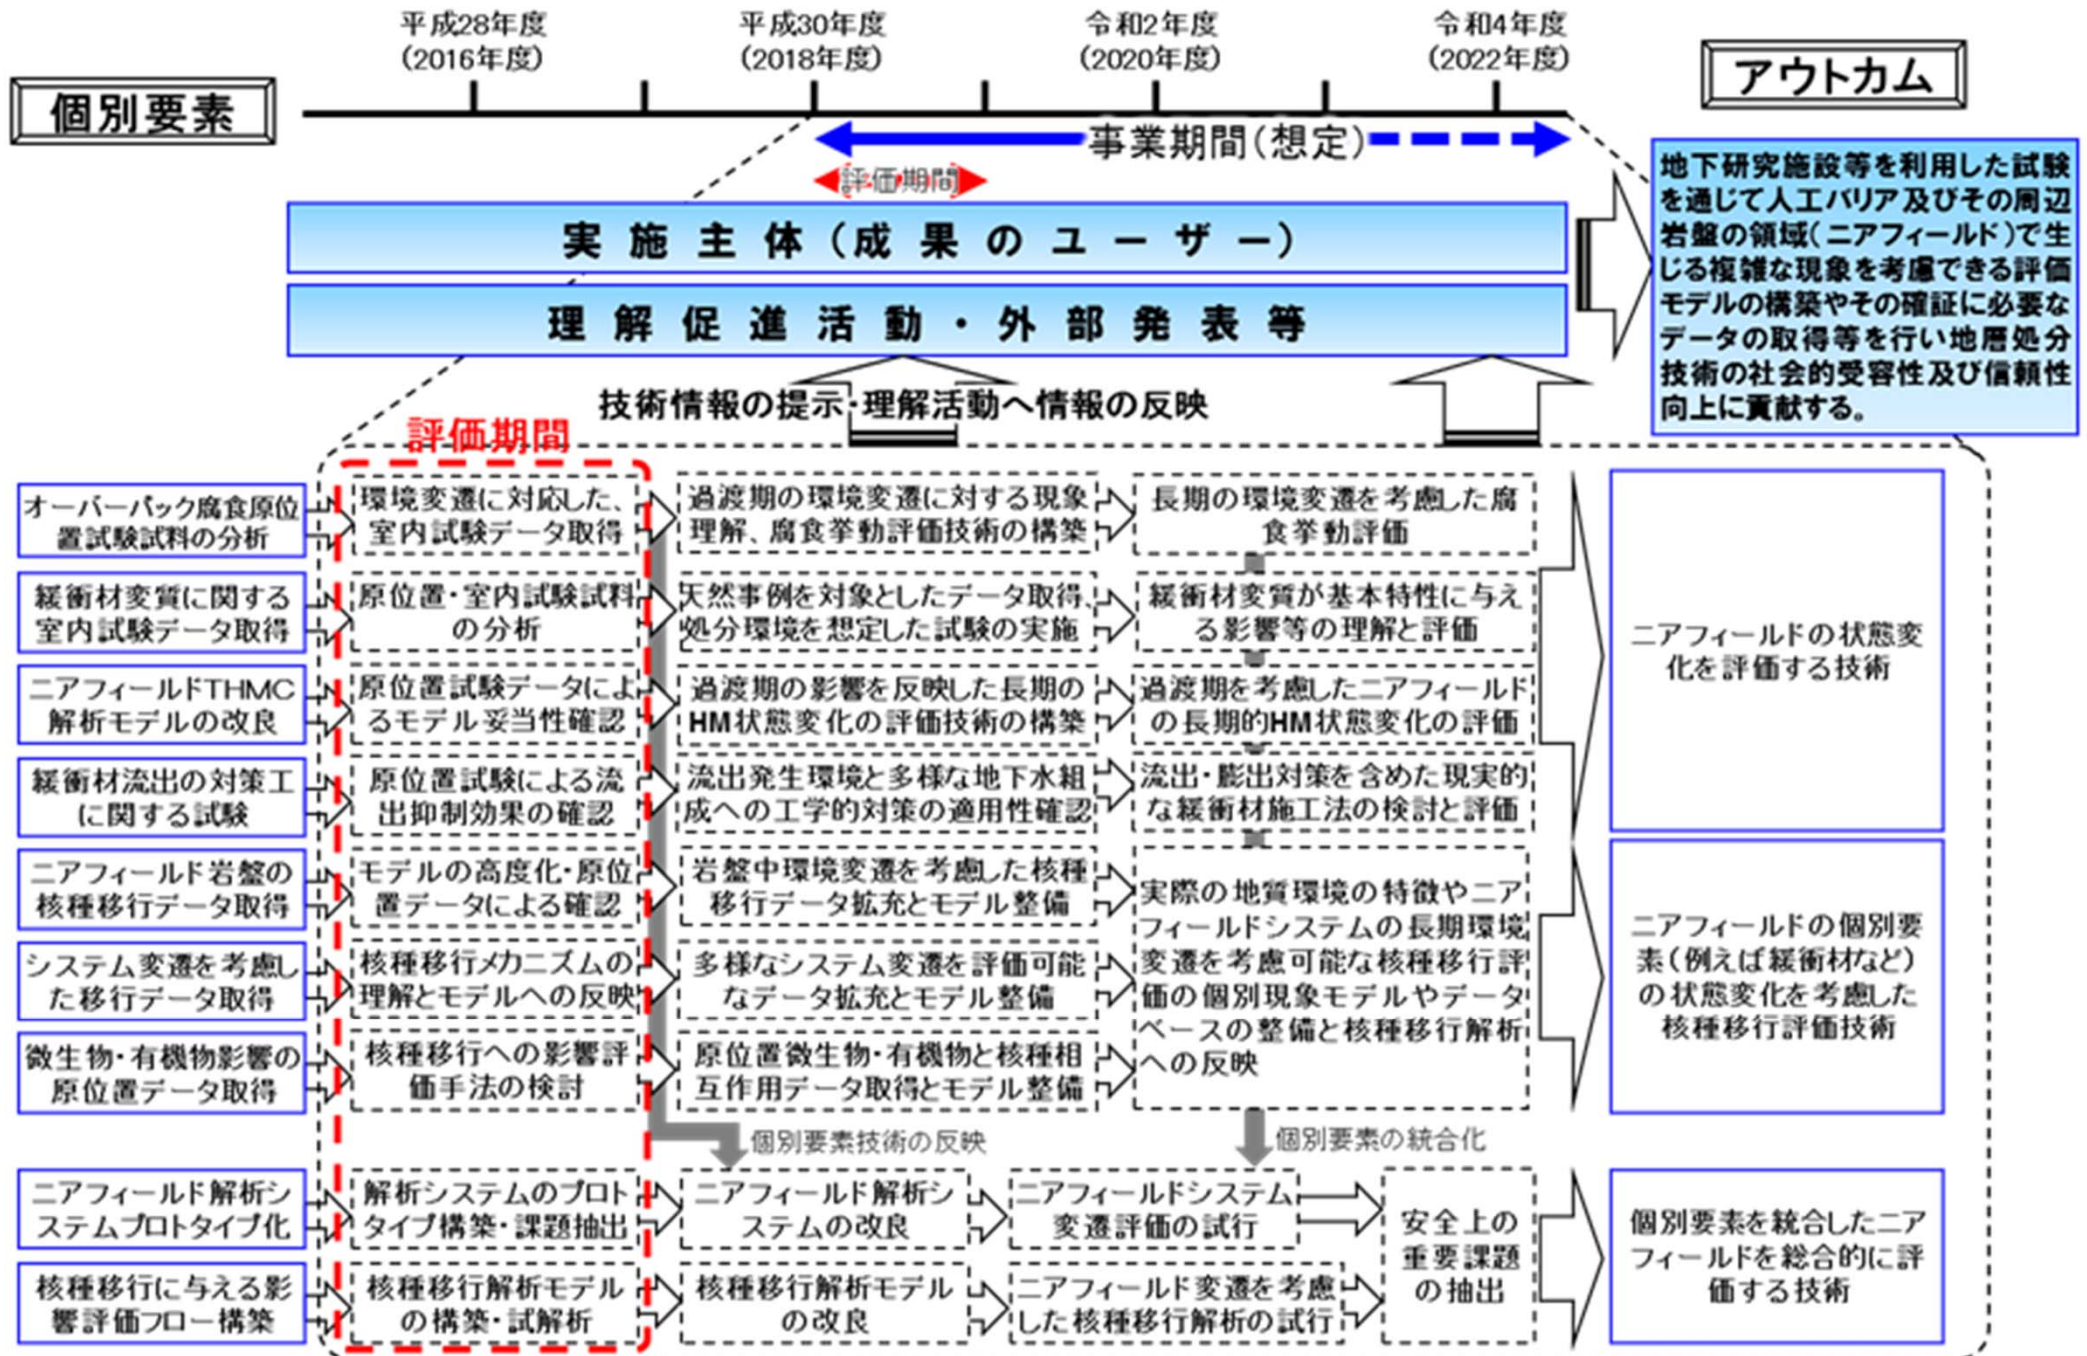 平成28年度
(2016年度)
平成30年度
(2018年度)
令和2年度
(2020年度)
令和4年度
(2022年度)
個別要素
アウトカム
事業期間(想定)
評価期間
実施主体(成果のユーザー)
理解促進活動・外部発表等
地下研究施設等を利用した試験
を通じて人工バリア及びその周辺
岩盤の領域(ニアフィールド)で生
じる複雑な現象を考慮できる評価
モデルの構築やその確証に必要な
データの取得等を行い地層処分
技術の社会的受容性及び信頼性
向上に貢献する。
技術情報の提示・理解活動へ情報の反映
評価期間
オーバーパック腐食原位
置試験試料の分析
環境変遷に対応した、
室内試験データ取得
過渡期の環境変遷に対する現象
理解、腐食挙動評価技術の構築
長期の環境変遷を考慮した腐
食挙動評価
緩衝材変質に関する
室内試験データ取得
原位置・室内試験試料
の分析
天然事例を対象としたデータ取得、
処分環境を想定した試験の実施
緩衝材変質が基本特性に与え
る影響等の理解と評価
ニアフィールドTHMC
解析モデルの改良
原位置試験データによ
るモデル妥当性確認
過渡期の影響を反映した長期の
HM状態変化の評価技術の構築
過渡期を考慮したニアフィールド
の長期的HM状態変化の評価
緩衝材流出の対策工
に関する試験
原位置試験による流
出抑制効果の確認
流出発生環境と多様な地下水組
成への工学的対策の適用性確認
流出・膨出対策を含めた現実的
な緩衝材施工法の検討と評価
ニアフィールドの状態変
化を評価する技術
ニアフィールド岩盤の
核種移行データ取得
モデルの高度化・原位
置データによる確認
岩盤中環境変遷を考慮した核種
移行データ拡充とモデル整備
システム変遷を考慮し
た移行データ取得
核種移行メカニズムの
理解とモデルへの反映
多様なシステム変遷を評価可能
なデータ拡充とモデル整備
微生物・有機物影響の
原位置データ取得
核種移行への影響評
価手法の検討
原位置微生物・有機物と核種相
互作用データ取得とモデル整備
実際の地質環境の特徴やニア
フィールドシステムの長期環境
変遷を考慮可能な核種移行評
価の個別現象モデルやデータ
ベースの整備と核種移行解析
への反映
ニアフィールドの個別要
素(例えば緩衝材など)
の状態変化を考慮した
核種移行評価技術
個別要素技術の反映
個別要素の統合化
ニアフィールド解析シ
ステムプロトタイプ化
解析システムのプロト
タイプ構築・課題抽出
ニアフィールド解析シ
ステムの改良
ニアフィールドシステム
変遷評価の試行
核種移行に与える影
響評価フロー構築
核種移行解析モデル
の構築・試解析
核種移行解析モデル
の改良
ニアフィールド変遷を考慮
した核種移行解析の試行
安全上の
重要課題
の抽出
個別要素を統合したニア
フィールドを総合的に評
価する技術